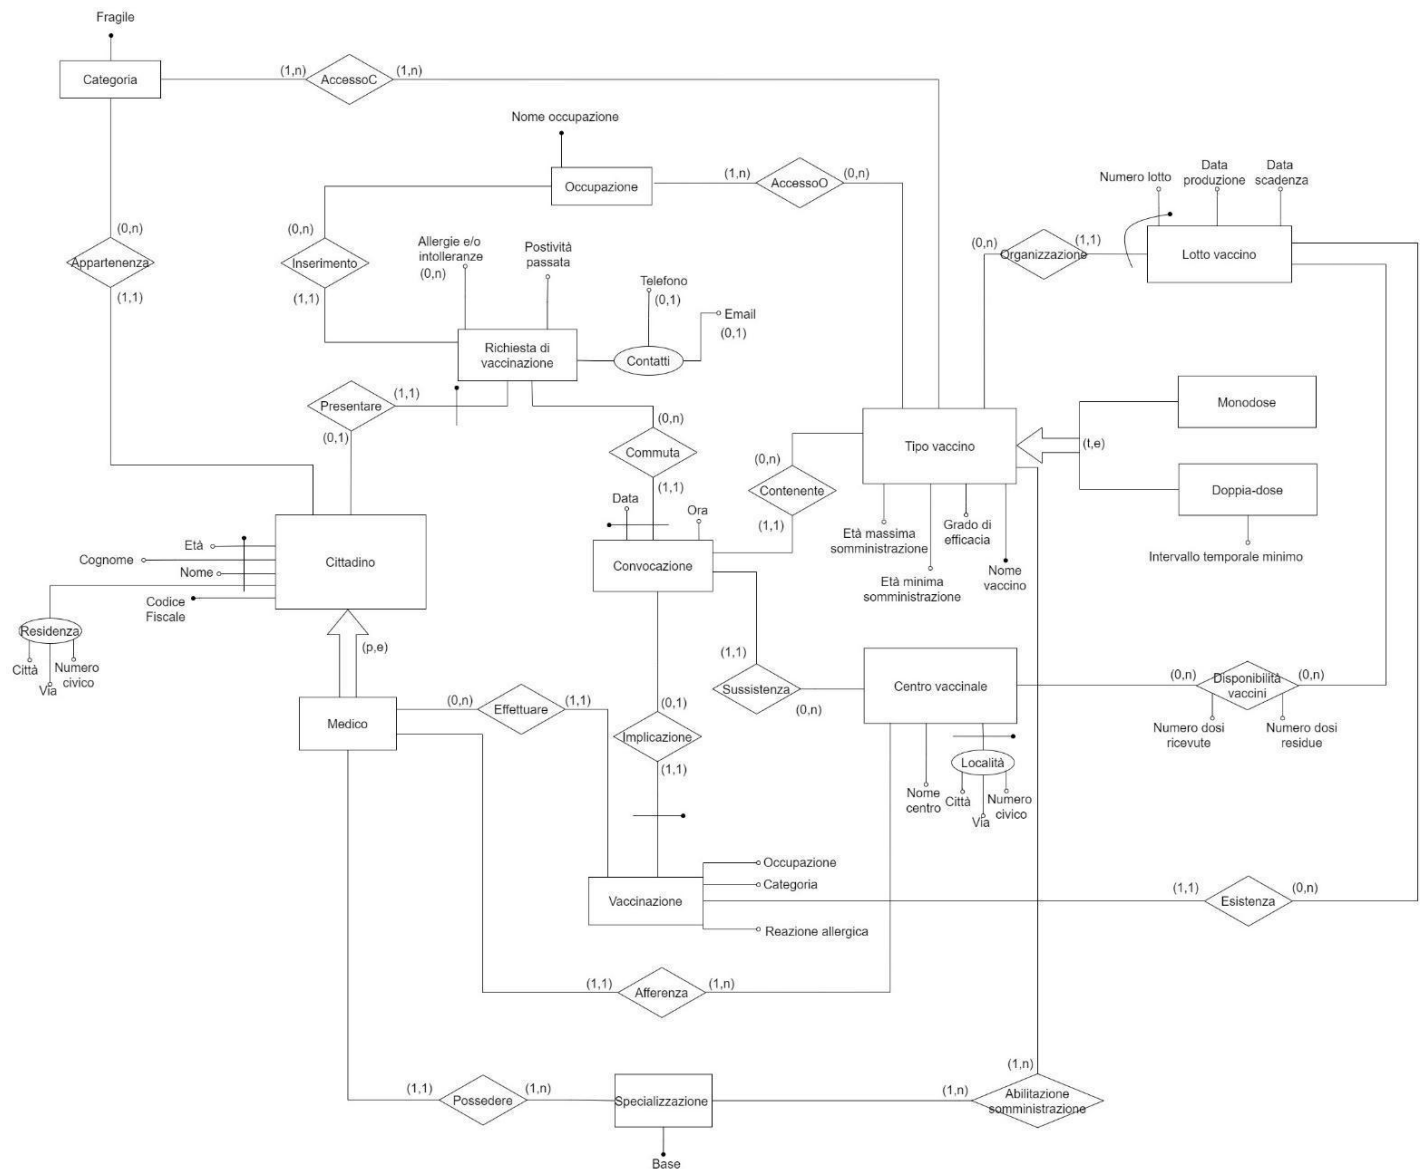 Fragile
Categoria
(1,n)
AccessoC
(1,n)
Nome occupazione
Occupazione
(1,n)
AccessoO
(0,n)
Numero lotto
Data
produzione
Data
scadenza
(0,n)
Appartenenza
(1,1)
(0,n)
Inserimento
(1,1)
Allergie e/o
intolleranze
(0,n)
Postività
passata
Telefono
(0,1)
Email
(0,1)
Richiesta di
vaccinazione
Contatti
(0,n)
Organizzazione
(1,1)
Lotto vaccino
Presentare
(1,1)
(0,1)
(0,n)
Commuta
(1,1)
(0,n)
Contenente
(1,1)
Tipo vaccino
(t,e)
Monodose
Doppia-dose
Intervallo temporale minimo
Data
Ora
Convocazione
Età massima
somministrazione
Età minima
somministrazione
Grado di
efficacia
Nome
vaccino
Età
Cognome
Nome
Codice
Fiscale
Cittadino
Residenza
Città
Via
Numero
civico
(p,e)
Medico
(0,n)
Effettuare
(1,1)
(0,1)
Implicazione
(1,1)
(1,1)
Sussistenza
(0,n)
Centro vaccinale
(0,n)
Disponibilità
vaccini
(0,n)
Numero dosi
ricevute
Numero dosi
residue
Nome
centro
Località
Città
Via
Numero
civico
Vaccinazione
Occupazione
Categoria
Reazione allergica
(1,1)
Esistenza
(0,n)
(1,1)
Afferenza
(1,n)
(1,1)
Possedere
(1,n)
Specializzazione
Base
(1,n)
(1,n)
Abilitazione
somministrazione